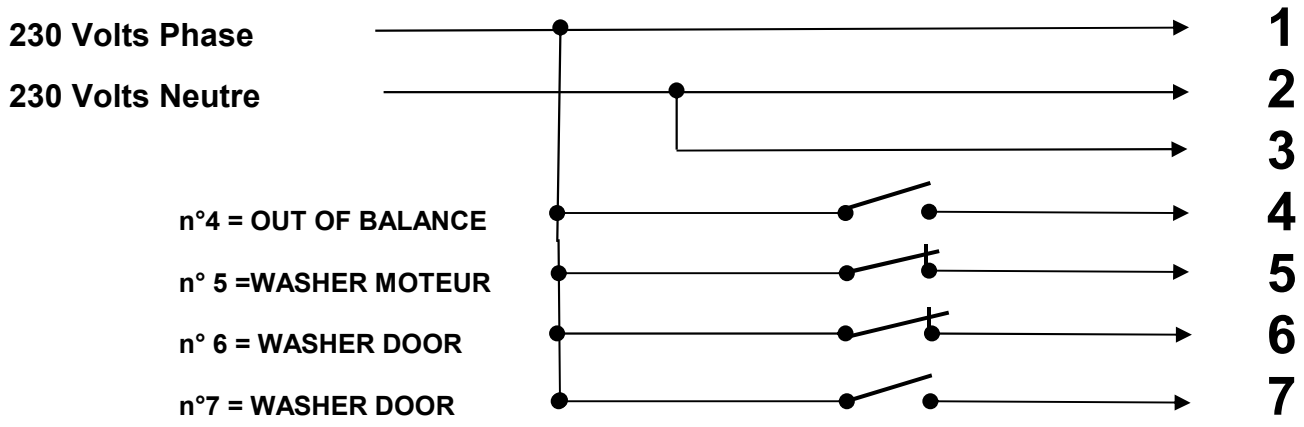 230 Volts Phase 1
230 Volts Neutre 2
3
n°4 = OUT OF BALANCE 4
n° 5 =WASHER MOTEUR 5
n° 6 = WASHER DOOR 6
n°7 = WASHER DOOR 7